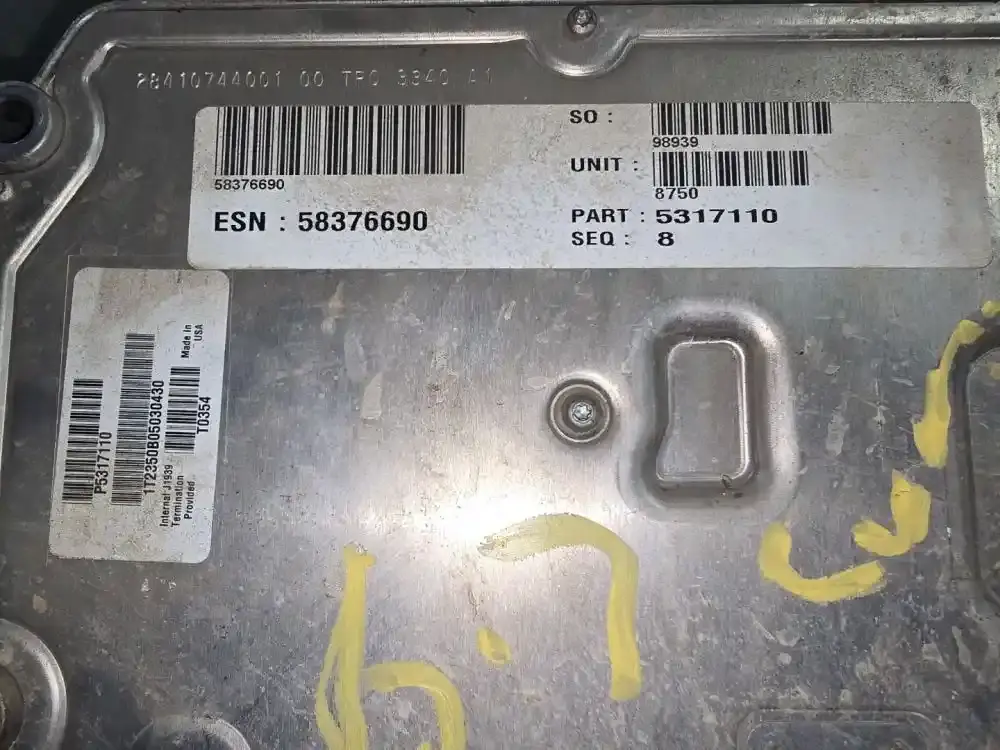 28410744001 00 TPC 3340 A1
58376690
ESN : 58376690
SO :
98939
UNIT :
8750
PART : 5317110
SEQ : 8
P5317110
1T2350B05030430
Internal J1939
Termination
Provided
T0354
Made in
USA